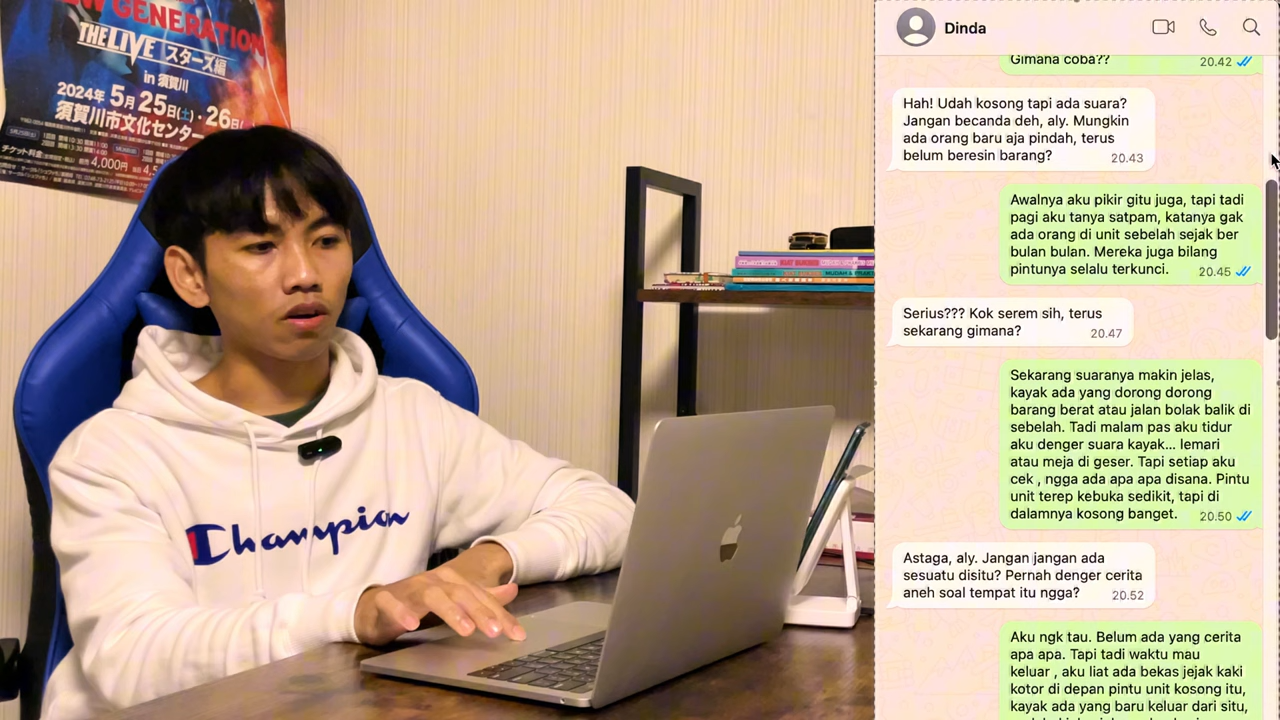 NEW GENERATION
THE LIVE スターズ編
in 須賀川
2024年 5月 25日(土)・26日
須賀川市文化センター
チケット料金
4,000円
Champion
Dinda
Gimana coba??
20.42
Hah! Udah kosong tapi ada suara?
Jangan becanda deh, aly. Mungkin
ada orang baru aja pindah, terus
belum beresin barang?
20.43
Awalnya aku pikir gitu juga, tapi tadi
pagi aku tanya satpam, katanya gak
ada orang di unit sebelah sejak ber
bulan bulan. Mereka juga bilang
pintunya selalu terkunci.
20.45
Serius??? Kok serem sih, terus
sekarang gimana?
20.47
Sekarang suaranya makin jelas,
kayak ada yang dorong dorong
barang berat atau jalan bolak balik di
sebelah. Tadi malam pas aku tidur
aku denger suara kayak... lemari
atau meja di geser. Tapi setiap aku
cek , ngga ada apa apa disana. Pintu
unit terep kebuka sedikit, tapi di
dalamnya kosong banget.
20.50
Astaga, aly. Jangan jangan ada
sesuatu disitu? Pernah denger cerita
aneh soal tempat itu ngga?
20.52
Aku ngk tau. Belum ada yang cerita
apa apa. Tapi tadi waktu mau
keluar , aku liat ada bekas jejak kaki
kotor di depan pintu unit kosong itu,
kayak ada yang baru keluar dari situ,